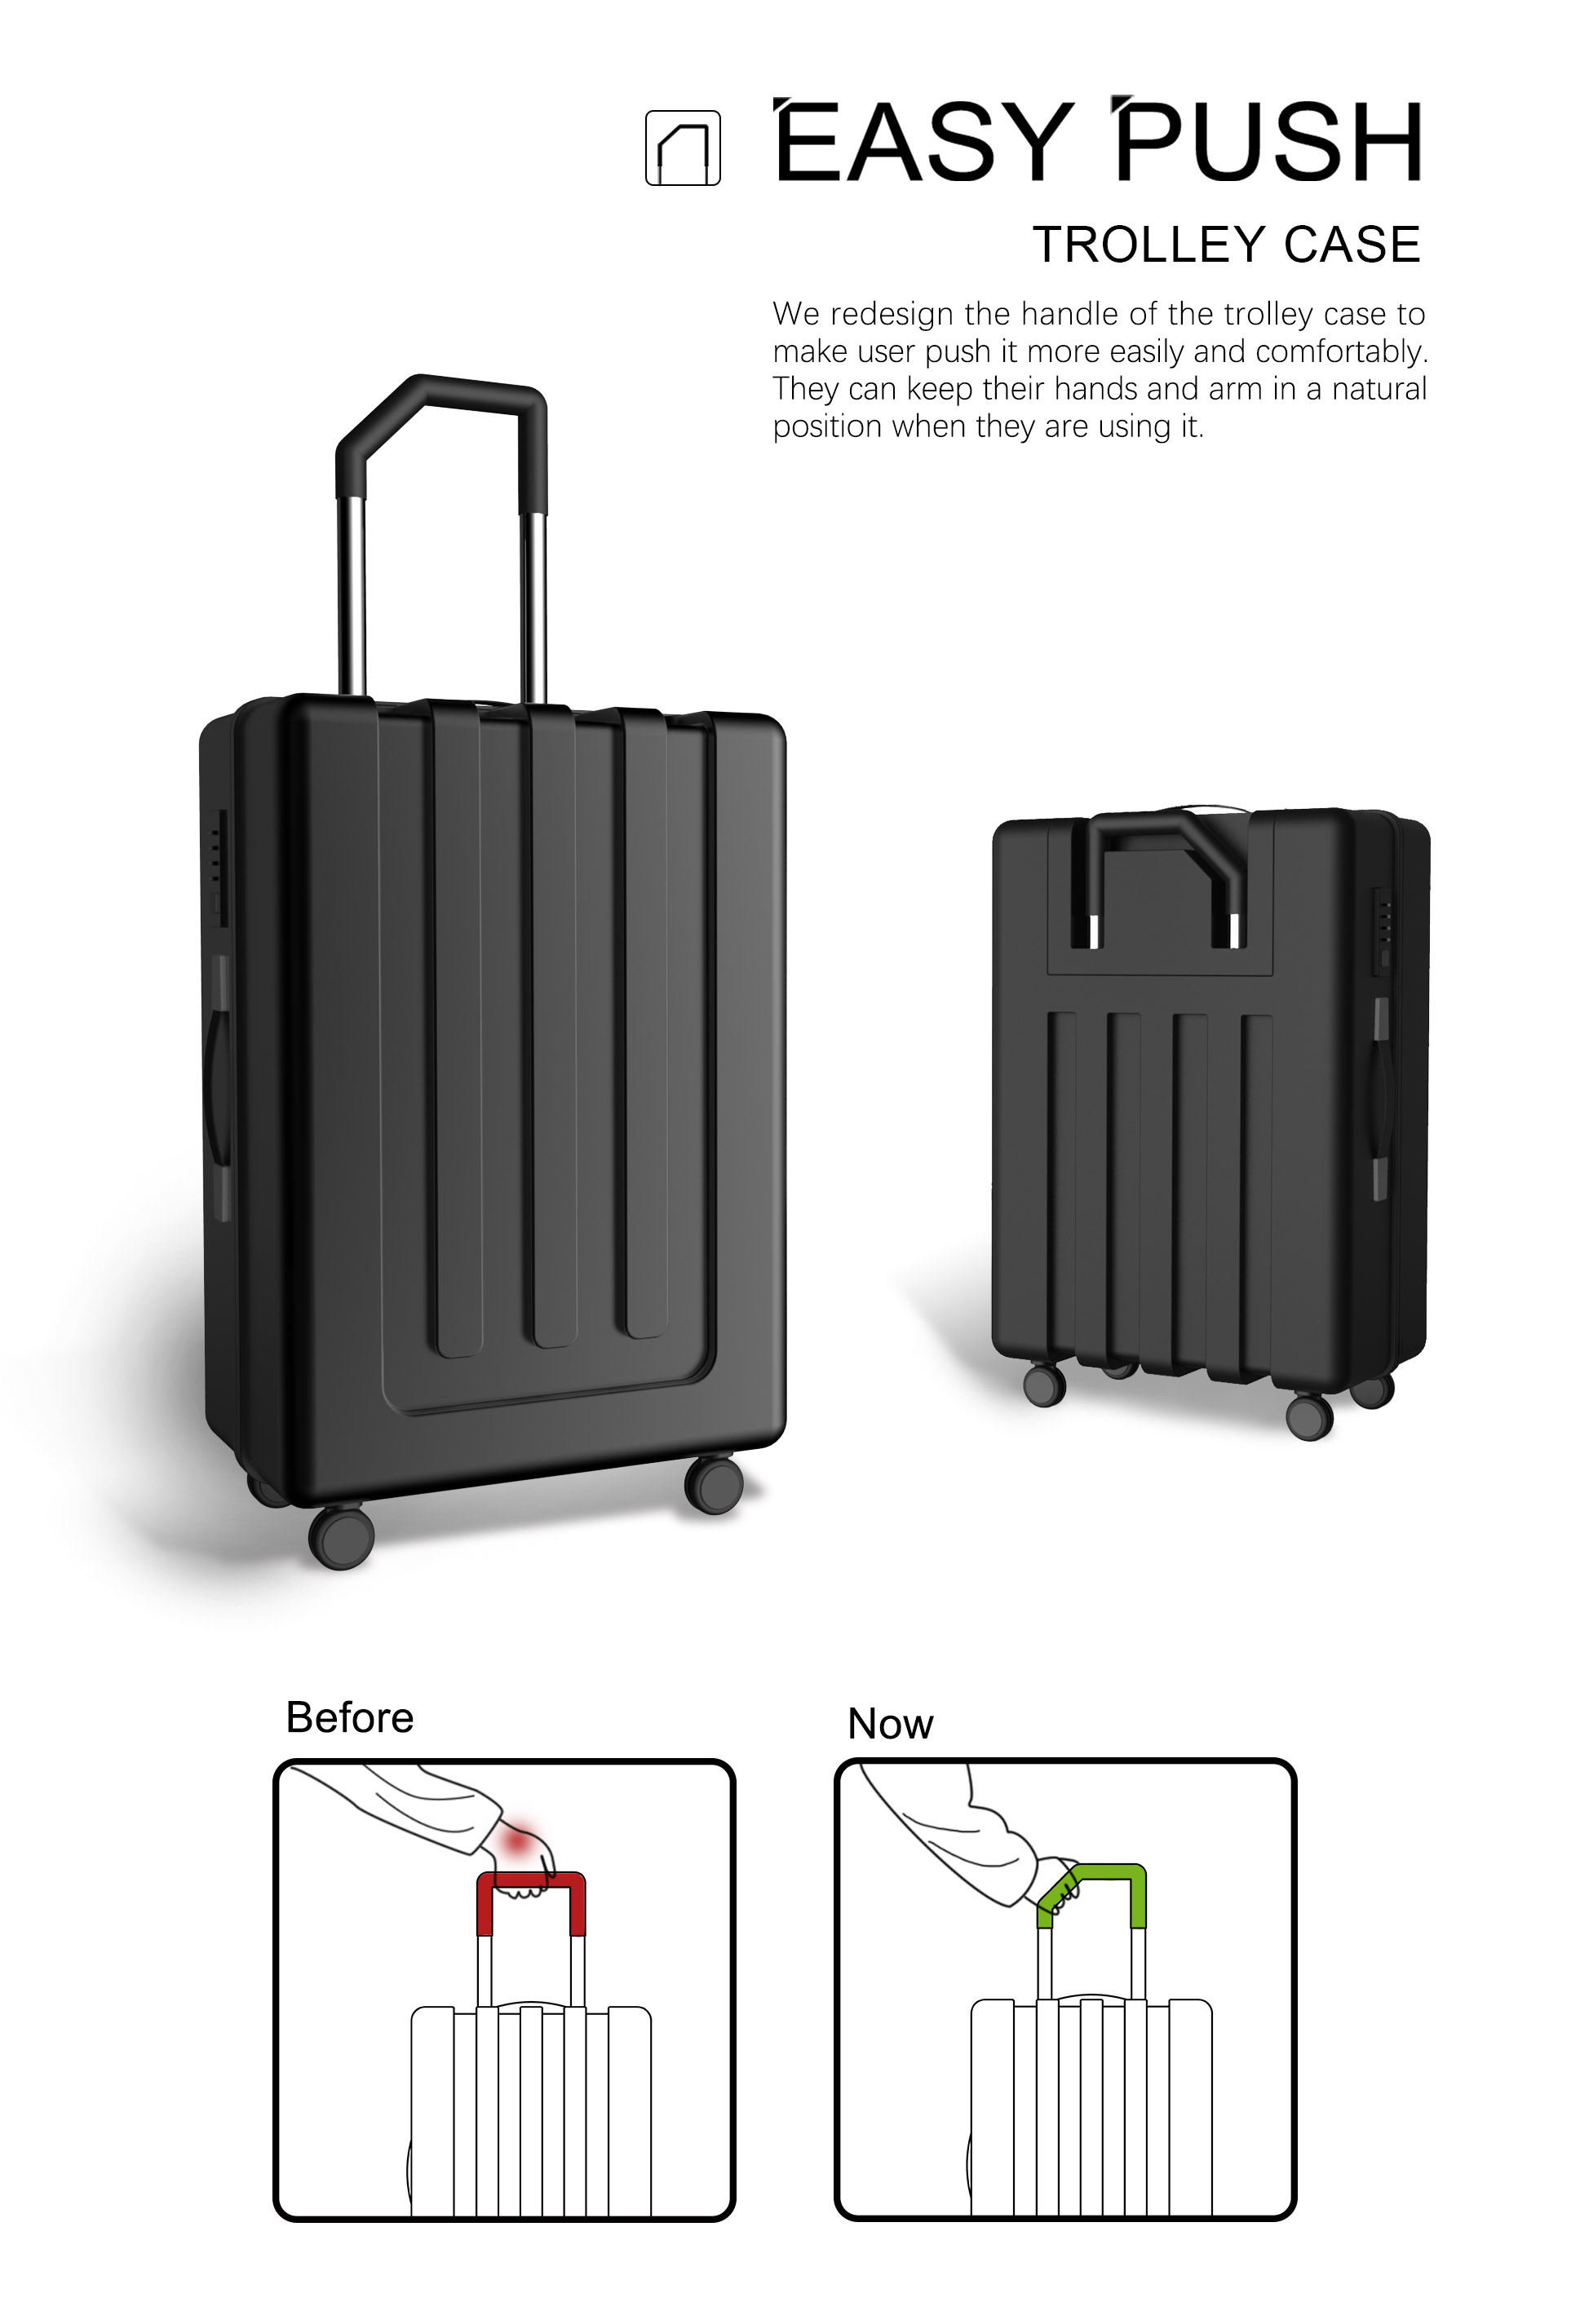 EASY PUSH
TROLLEY CASE
We redesign the handle of the trolley case to
make user push it more easily and comfortably.
They can keep their hands and arm in a natural
position when they are using it.
Before
Now